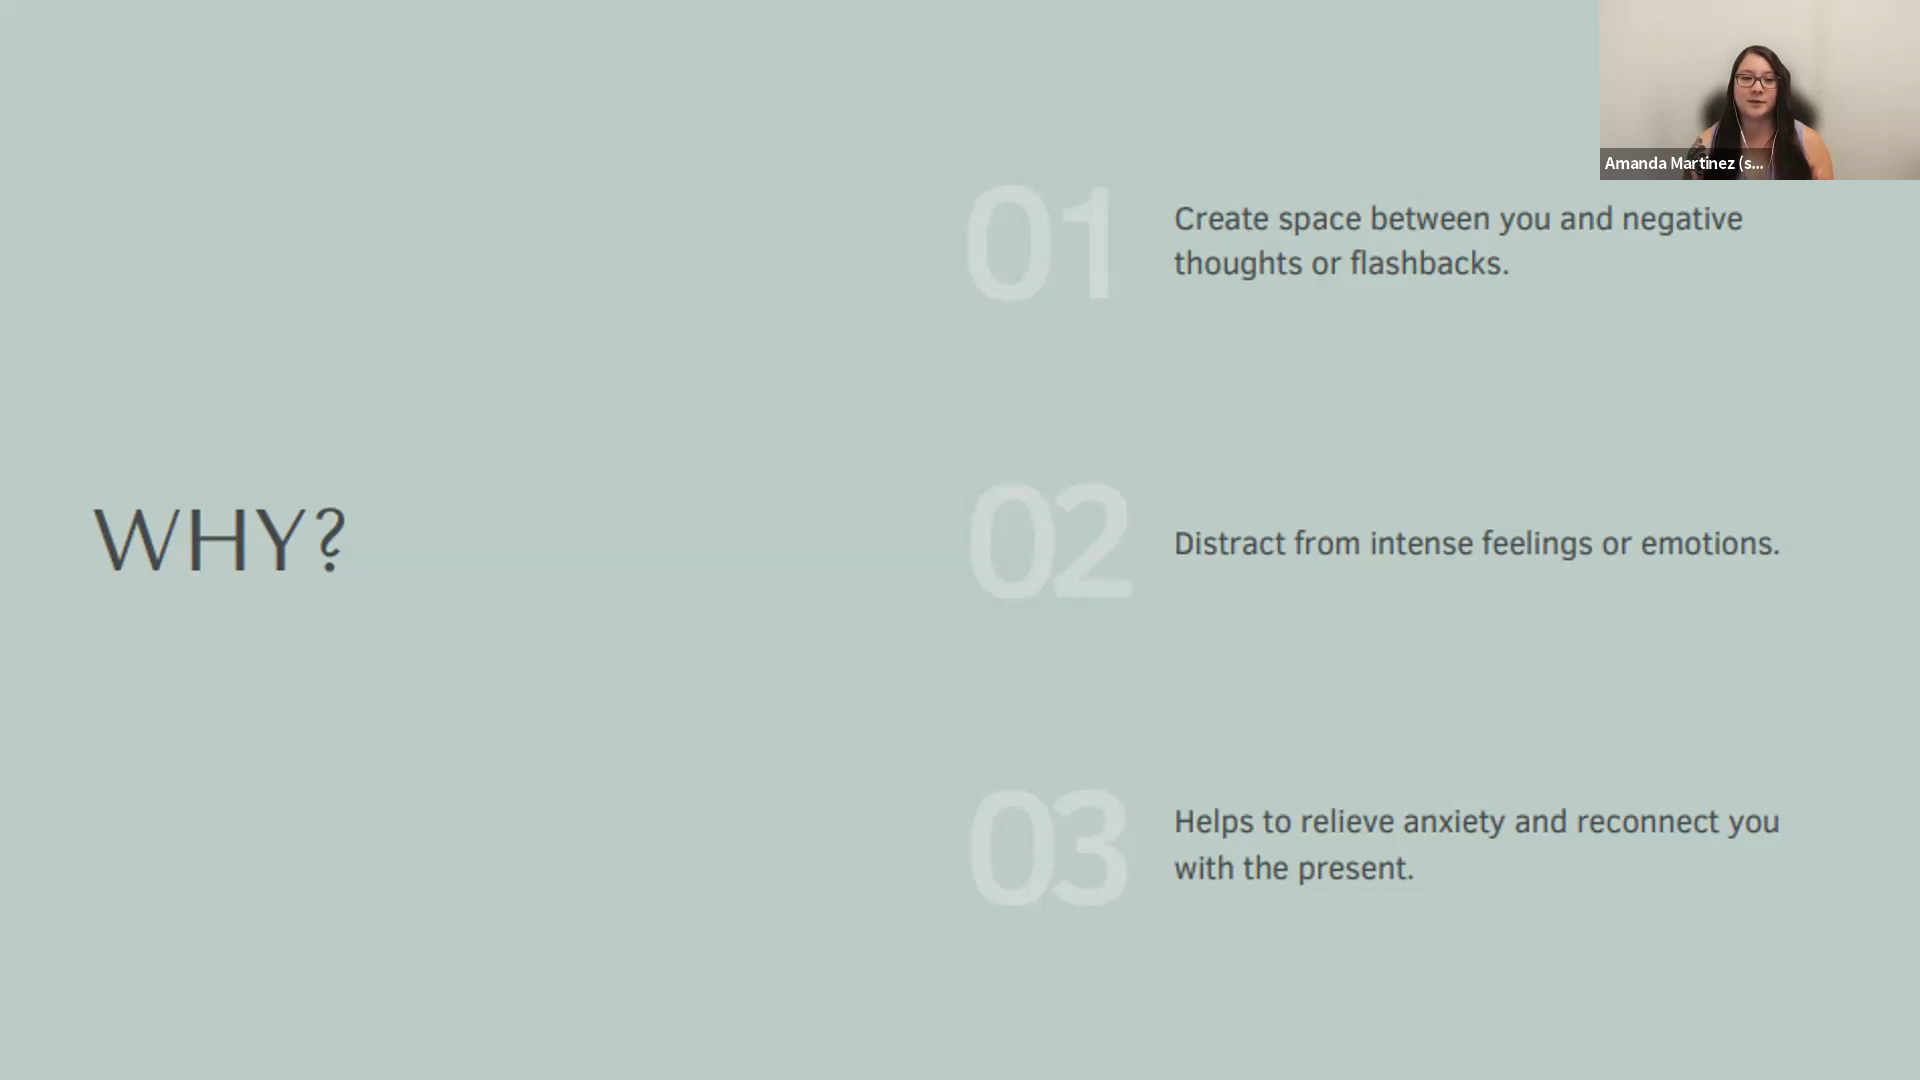 Amanda Martinez (s...
01
Create space between you and negative
thoughts or flashbacks.
WHY?
02
Distract from intense feelings or emotions.
03
Helps to relieve anxiety and reconnect you
with the present.